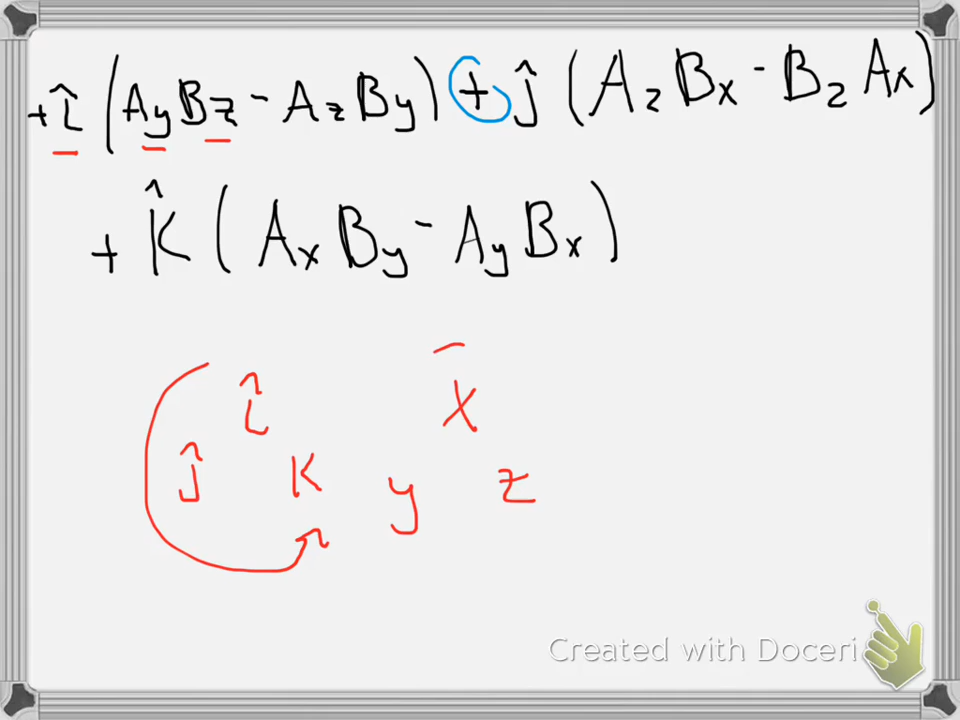 + î (AyBz - AzBy) + ĵ (AzBx - BzAx)
+ K̂ (AxBy - AyBx)
î x̄
ĵ K y z
Created with Doceri